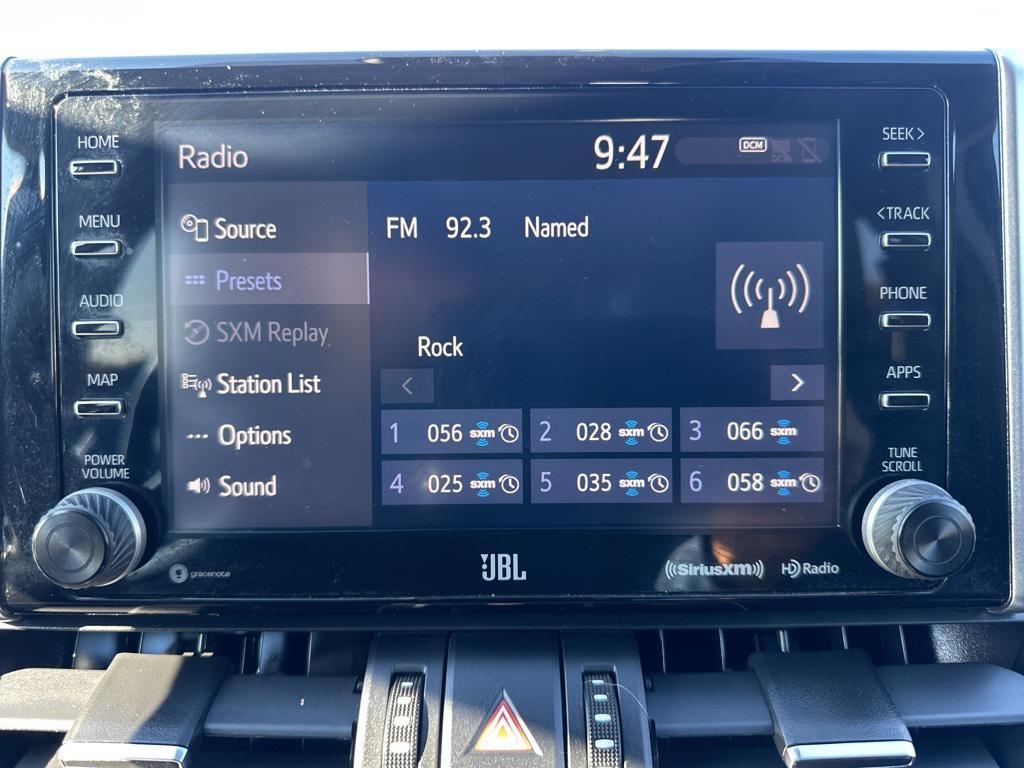 HOME
MENU
AUDIO
MAP
POWER
VOLUME
Radio
9:47
DCM
Source
Presets
SXM Replay
Station List
Options
Sound
FM 92.3 Named
Rock
< >
1 056 sxm
2 028 sxm
3 066 sxm
4 025 sxm
5 035 sxm
6 058 sxm
SEEK >
< TRACK
PHONE
APPS
TUNE
SCROLL
gracenote
JBL
((SiriusXM))
HD Radio